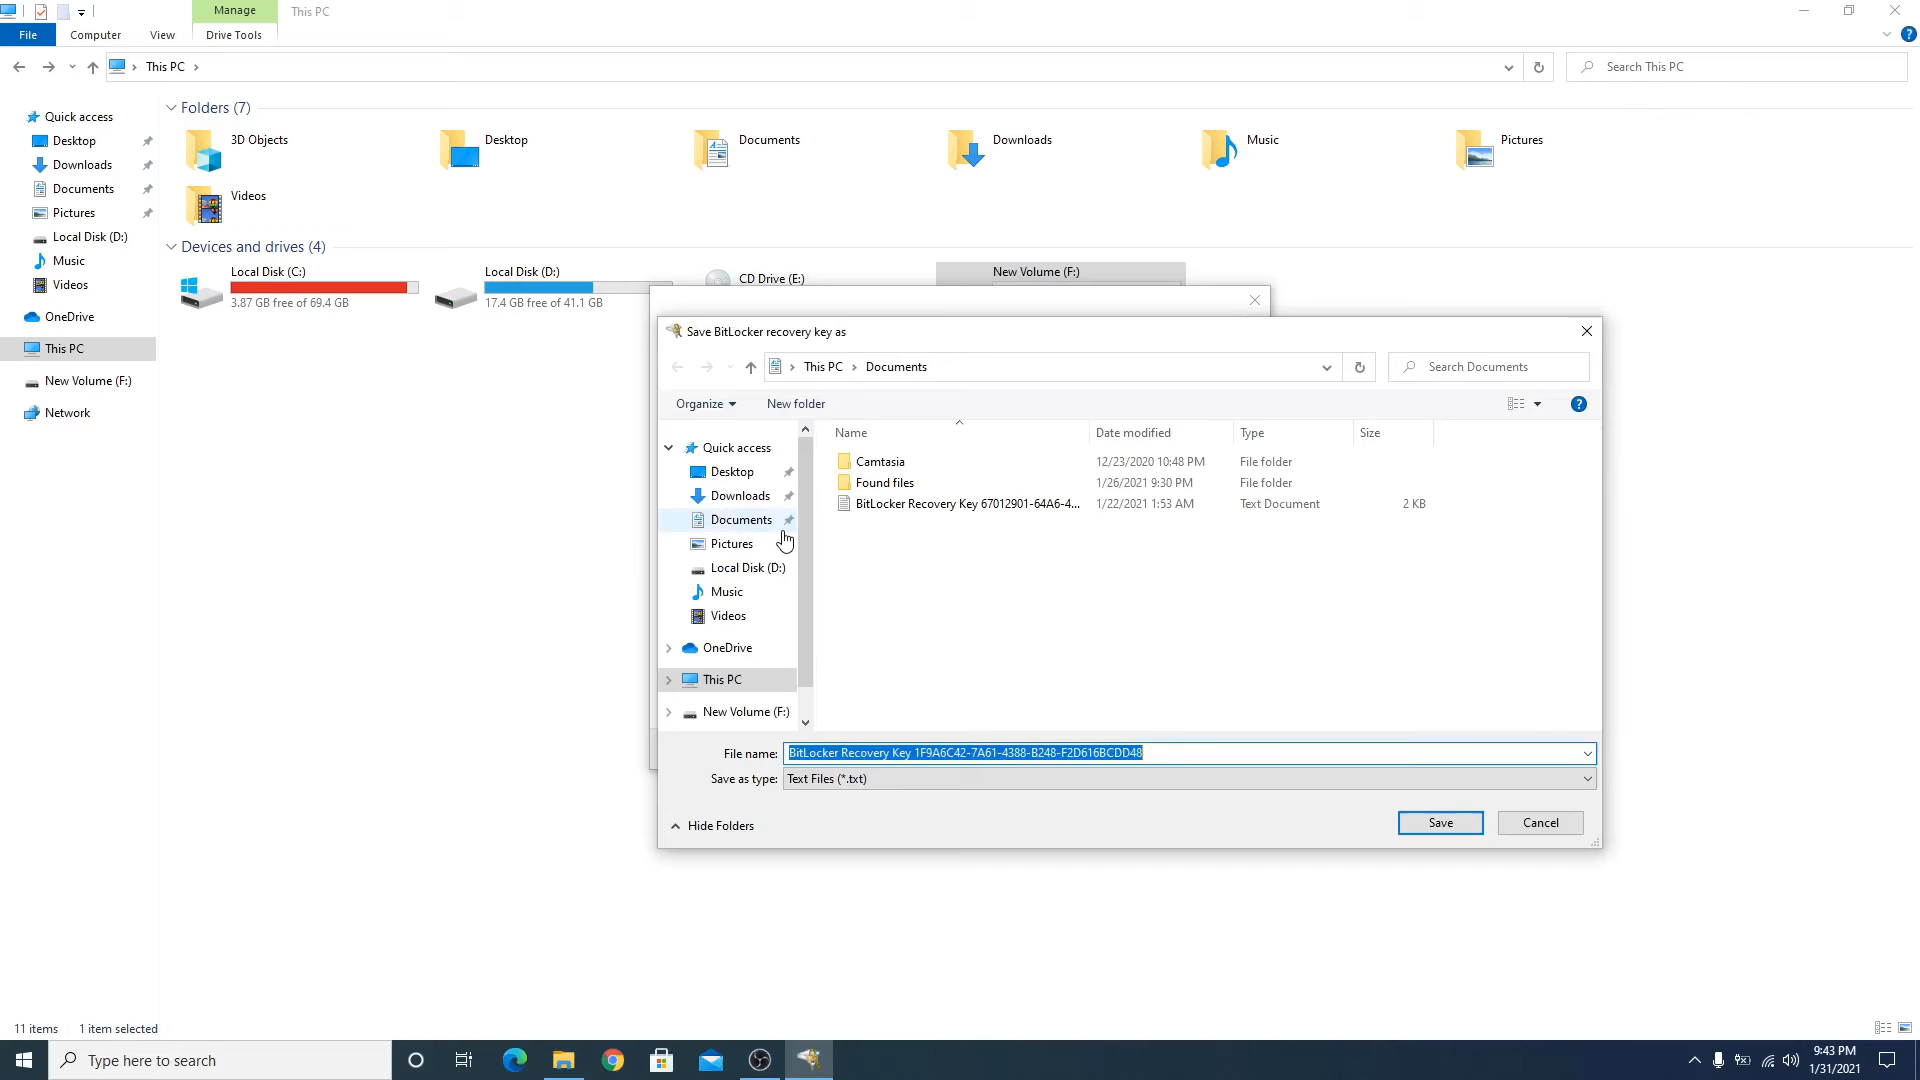 Manage
This PC
File
Computer
View
Drive Tools
This PC
Search This PC
Quick access
Desktop
Downloads
Documents
Pictures
Local Disk (D:)
Music
Videos
OneDrive
This PC
New Volume (F:)
Network
Folders (7)
3D Objects
Desktop
Documents
Downloads
Music
Pictures
Videos
Devices and drives (4)
Local Disk (C:)
3.87 GB free of 69.4 GB
Local Disk (D:)
17.4 GB free of 41.1 GB
CD Drive (E:)
New Volume (F:)
Save BitLocker recovery key as
This PC
Documents
Search Documents
Organize
New folder
Quick access
Desktop
Downloads
Documents
Pictures
Local Disk (D:)
Music
Videos
OneDrive
This PC
New Volume (F:)
Name Date modified Type Size
Camtasia 12/23/2020 10:48 PM File folder
Found files 1/26/2021 9:30 PM File folder
BitLocker Recovery Key 67012901-64A6-4... 1/22/2021 1:53 AM Text Document 2 KB
File name: BitLocker Recovery Key 1F9A6C42-7A61-4388-B248-F2D616BCDD48
Save as type: Text Files (*.txt)
Hide Folders
Save
Cancel
11 items 1 item selected
Type here to search
9:43 PM
1/31/2021